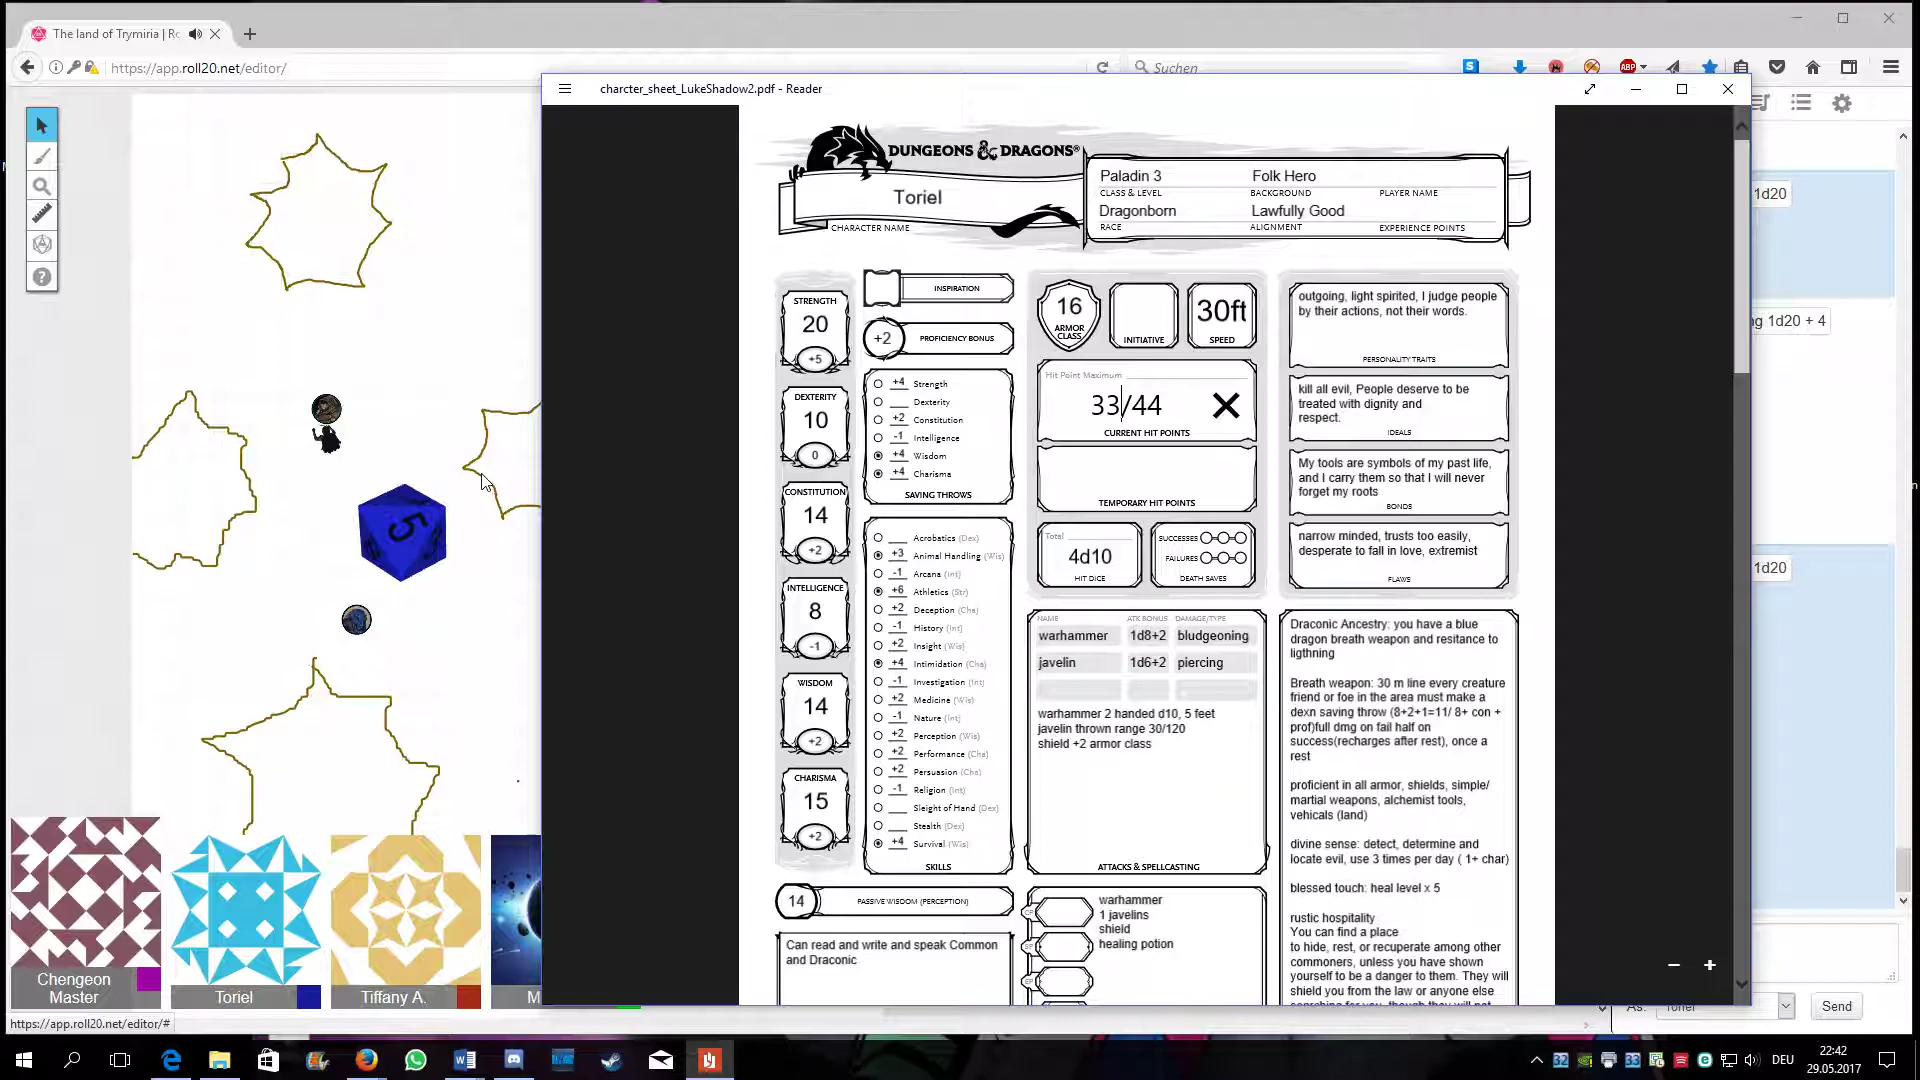 The land of Trymiria | Ro
https://app.roll20.net/editor/
Suchen
ABP
charcter_sheet_LukeShadow2.pdf - Reader
DUNGEONS & DRAGONS®
Toriel
CHARACTER NAME
Paladin 3
Folk Hero
CLASS & LEVEL
BACKGROUND
PLAYER NAME
Dragonborn
Lawfully Good
RACE
ALIGNMENT
EXPERIENCE POINTS
STRENGTH
20
+5
DEXTERITY
10
0
CONSTITUTION
14
+2
INTELLIGENCE
8
-1
WISDOM
14
+2
CHARISMA
15
+2
INSPIRATION
+2
PROFICIENCY BONUS
+4 Strength
Dexterity
+2 Constitution
-1 Intelligence
+4 Wisdom
+4 Charisma
SAVING THROWS
Acrobatics (Dex)
+3 Animal Handling (Wis)
-1 Arcana (Int)
+6 Athletics (Str)
+2 Deception (Cha)
-1 History (Int)
+2 Insight (Wis)
+4 Intimidation (Cha)
-1 Investigation (Int)
+2 Medicine (Wis)
-1 Nature (Int)
+2 Perception (Wis)
+2 Performance (Cha)
+2 Persuasion (Cha)
-1 Religion (Int)
Sleight of Hand (Dex)
Stealth (Dex)
+4 Survival (Wis)
SKILLS
14
PASSIVE WISDOM (PERCEPTION)
Can read and write and speak Common
and Draconic
16
ARMOR
CLASS
INITIATIVE
30ft
SPEED
Hit Point Maximum
33/44
CURRENT HIT POINTS
TEMPORARY HIT POINTS
Total
4d10
HIT DICE
SUCCESSES
FAILURES
DEATH SAVES
NAME ATK BONUS DAMAGE/TYPE
warhammer 1d8+2 bludgeoning
javelin 1d6+2 piercing
warhammer 2 handed d10, 5 feet
javelin thrown range 30/120
shield +2 armor class
ATTACKS & SPELLCASTING
CP
SP
EP
warhammer
1 javelins
shield
healing potion
outgoing, light spirited, I judge people
by their actions, not their words.
PERSONALITY TRAITS
kill all evil, People deserve to be
treated with dignity and
respect.
IDEALS
My tools are symbols of my past life,
and I carry them so that I will never
forget my roots
BONDS
narrow minded, trusts too easily,
desperate to fall in love, extremist
FLAWS
Draconic Ancestry: you have a blue
dragon breath weapon and resitance to
ligthning
Breath weapon: 30 m line every creature
friend or foe in the area must make a
dexn saving throw (8+2+1=11/ 8+ con +
prof)full dmg on fail half on
success(recharges after rest), once a
rest
proficient in all armor, shields, simple/
martial weapons, alchemist tools,
vehicals (land)
divine sense: detect, determine and
locate evil, use 3 times per day ( 1+ char)
blessed touch: heal level x 5
rustic hospitality
You can find a place
to hide, rest, or recuperate among other
commoners, unless you have shown
yourself to be a danger to them. They will
shield you from the law or anyone else
searching for you, though they will not
1d20
ng 1d20 + 4
1d20
5
Chengeon
Master
Toriel
Tiffany A.
M
As:
Toriel
Send
https://app.roll20.net/editor/#
32
33
DEU
22:42
29.05.2017